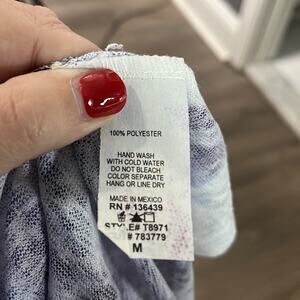 100% POLYESTER
HAND WASH
WITH COLD WATER
DO NOT BLEACH
COLOR SEPARATE
HANG OR LINE DRY
MADE IN MEXICO
RN # 136439
STYLE# T8971
# 783779
M